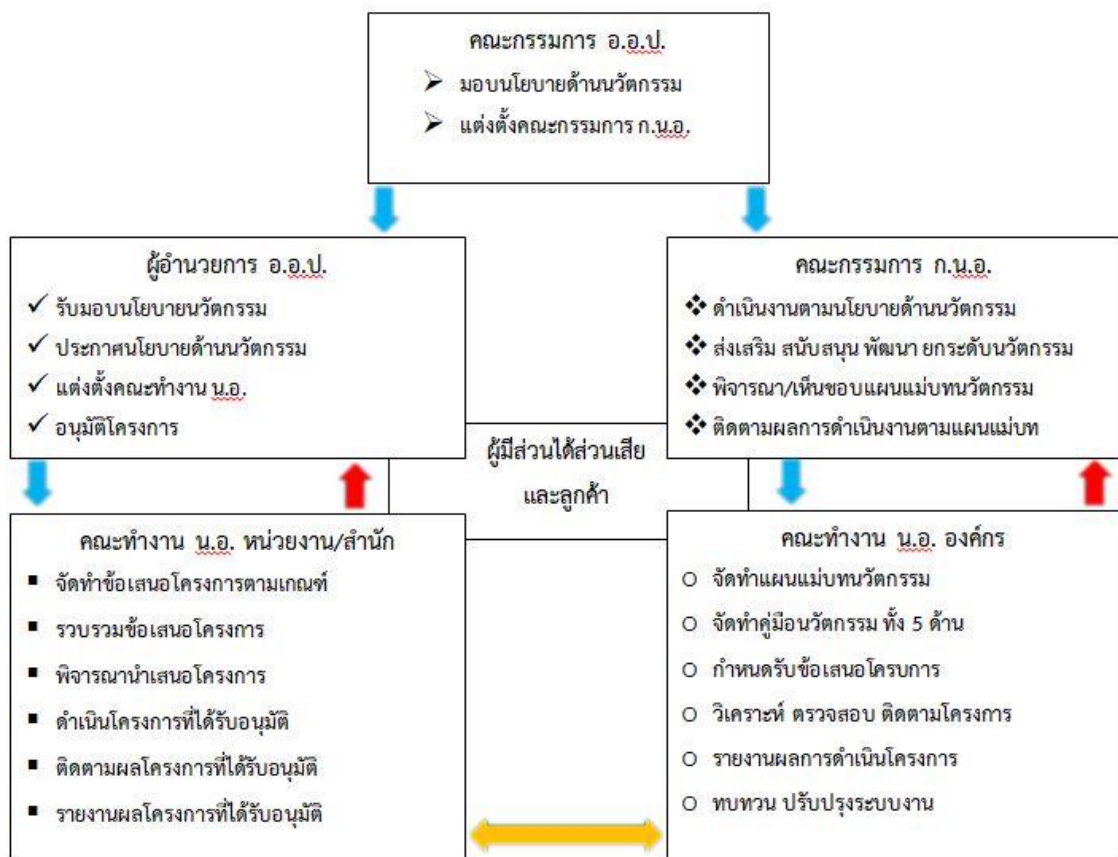 คณะกรรมการ อ.อ.ป.
มอบนโยบายด้านนวัตกรรม
แต่งตั้งคณะกรรมการ ก.น.อ.
ผู้อำนวยการ อ.อ.ป.
รับมอบนโยบายนวัตกรรม
ประกาศนโยบายด้านนวัตกรรม
แต่งตั้งคณะทำงาน น.อ.
อนุมัติโครงการ
คณะกรรมการ ก.น.อ.
ดำเนินงานตามนโยบายด้านนวัตกรรม
ส่งเสริม สนับสนุน พัฒนา ยกระดับนวัตกรรม
พิจารณา/เห็นชอบแผนแม่บทนวัตกรรม
ติดตามผลการดำเนินงานตามแผนแม่บท
ผู้มีส่วนได้ส่วนเสีย
และลูกค้า
คณะทำงาน น.อ. หน่วยงาน/สำนัก
จัดทำข้อเสนอโครงการตามเกณฑ์
รวบรวมข้อเสนอโครงการ
พิจารณานำเสนอโครงการ
ดำเนินโครงการที่ได้รับอนุมัติ
ติดตามผลโครงการที่ได้รับอนุมัติ
รายงานผลโครงการที่ได้รับอนุมัติ
คณะทำงาน น.อ. องค์กร
จัดทำแผนแม่บทนวัตกรรม
จัดทำคู่มือนวัตกรรม ทั้ง 5 ด้าน
กำหนดรับข้อเสนอโครบการ
วิเคราะห์ ตรวจสอบ ติดตามโครงการ
รายงานผลการดำเนินโครงการ
ทบทวน ปรับปรุงระบบงาน